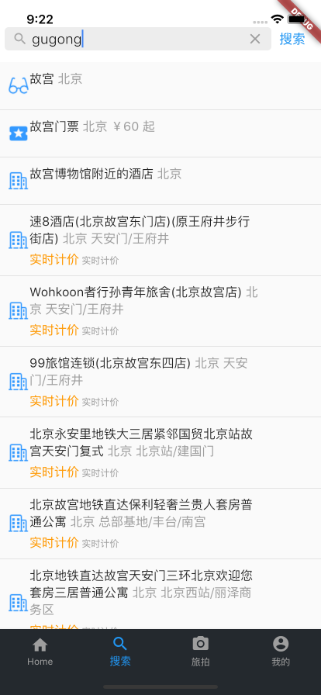 9:22
DEBUG
gugong
搜索
故宫 北京
故宫门票 北京 ￥60 起
故宫博物馆附近的酒店 北京
速8酒店(北京故宫东门店)(原王府井步行
街店) 北京 天安门/王府井
实时计价 实时计价
Wohkoon者行孙青年旅舍(北京故宫店) 北
京 天安门/王府井
实时计价 实时计价
99旅馆连锁(北京故宫东四店) 北京 天安
门/王府井
实时计价 实时计价
北京永安里地铁大三居紧邻国贸北京站故
宫天安门复式 北京 北京站/建国门
实时计价 实时计价
北京故宫地铁直达保利轻奢兰贵人套房普
通公寓 北京 总部基地/丰台/南宫
实时计价 实时计价
北京地铁直达故宫天安门三环北京欢迎您
套房三居普通公寓 北京 北京西站/丽泽商
务区
实时计价 实时计价
Home
搜索
旅拍
我的